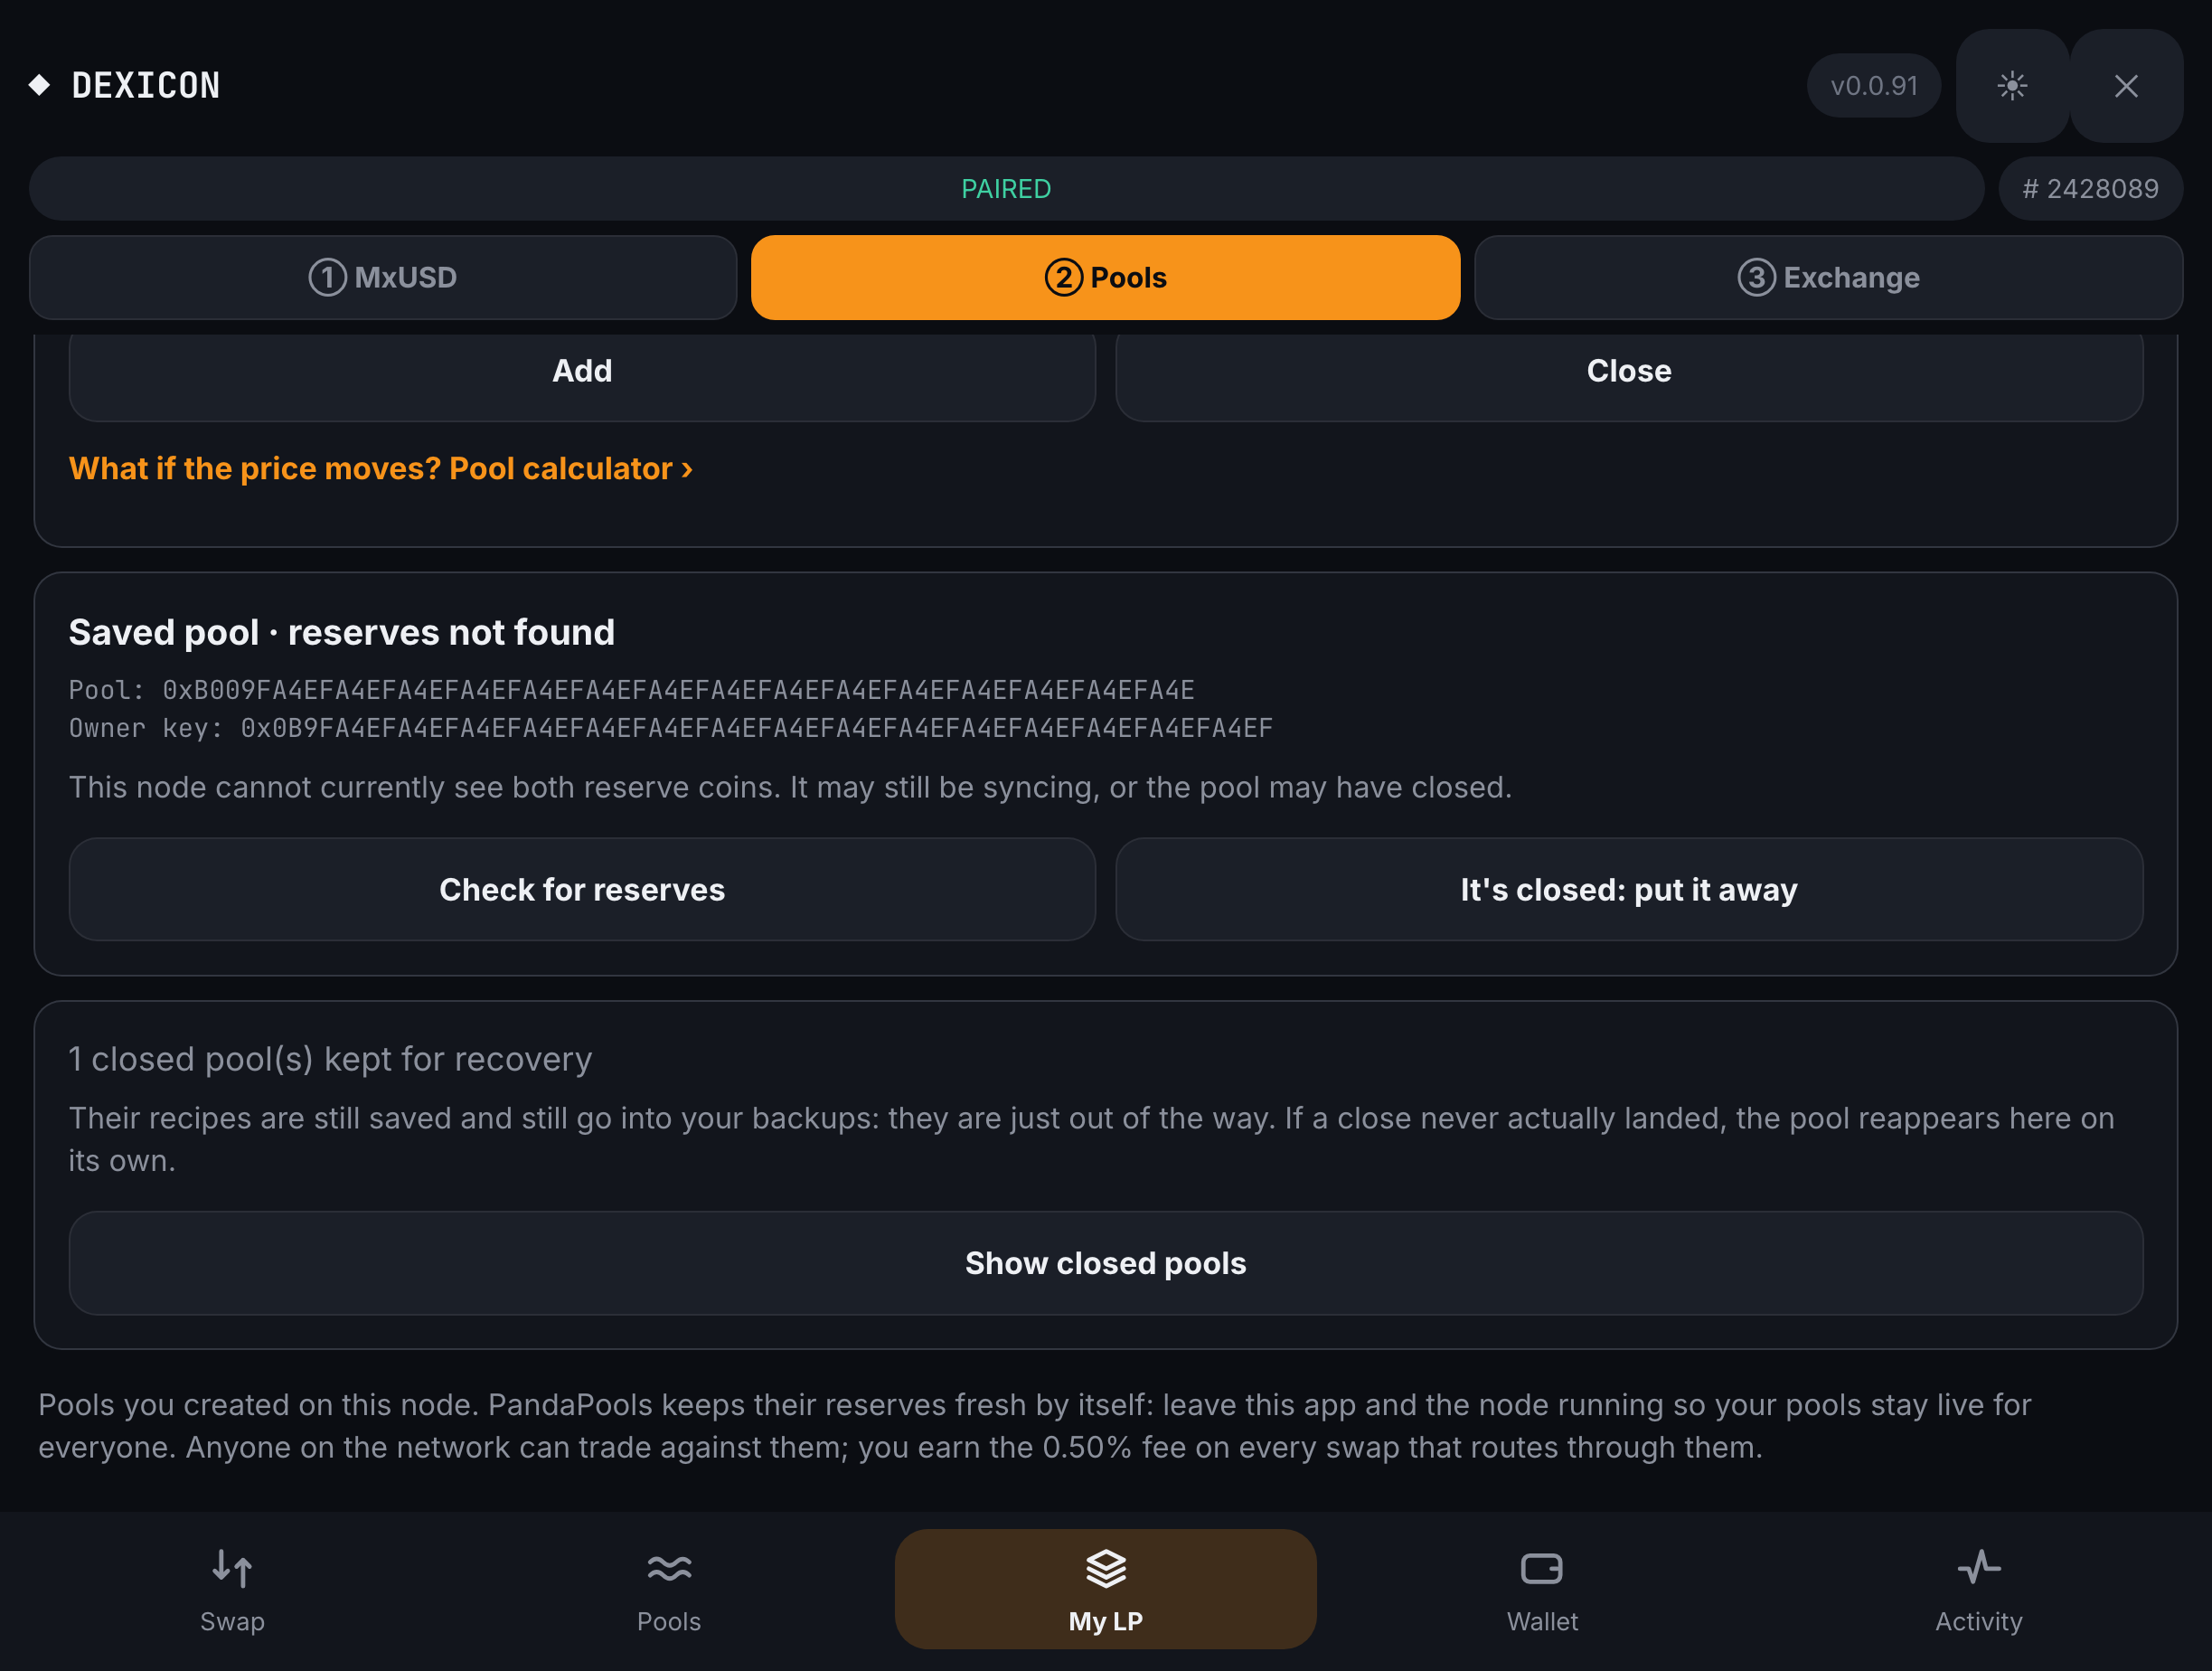 DEXICON
v0.0.91
PAIRED
# 2428089
① MxUSD
② Pools
③ Exchange
Add
Close
What if the price moves? Pool calculator ›
Saved pool · reserves not found
Pool: 0xB009FA4EFA4EFA4EFA4EFA4EFA4EFA4EFA4EFA4EFA4EFA4EFA4EFA4EFA4EFA4EFA4E
Owner key: 0x0B9FA4EFA4EFA4EFA4EFA4EFA4EFA4EFA4EFA4EFA4EFA4EFA4EFA4EFA4EFA4EFA4EF
This node cannot currently see both reserve coins. It may still be syncing, or the pool may have closed.
Check for reserves
It's closed: put it away
1 closed pool(s) kept for recovery
Their recipes are still saved and still go into your backups: they are just out of the way. If a close never actually landed, the pool reappears here on
its own.
Show closed pools
Pools you created on this node. PandaPools keeps their reserves fresh by itself: leave this app and the node running so your pools stay live for
everyone. Anyone on the network can trade against them; you earn the 0.50% fee on every swap that routes through them.
Swap
Pools
My LP
Wallet
Activity